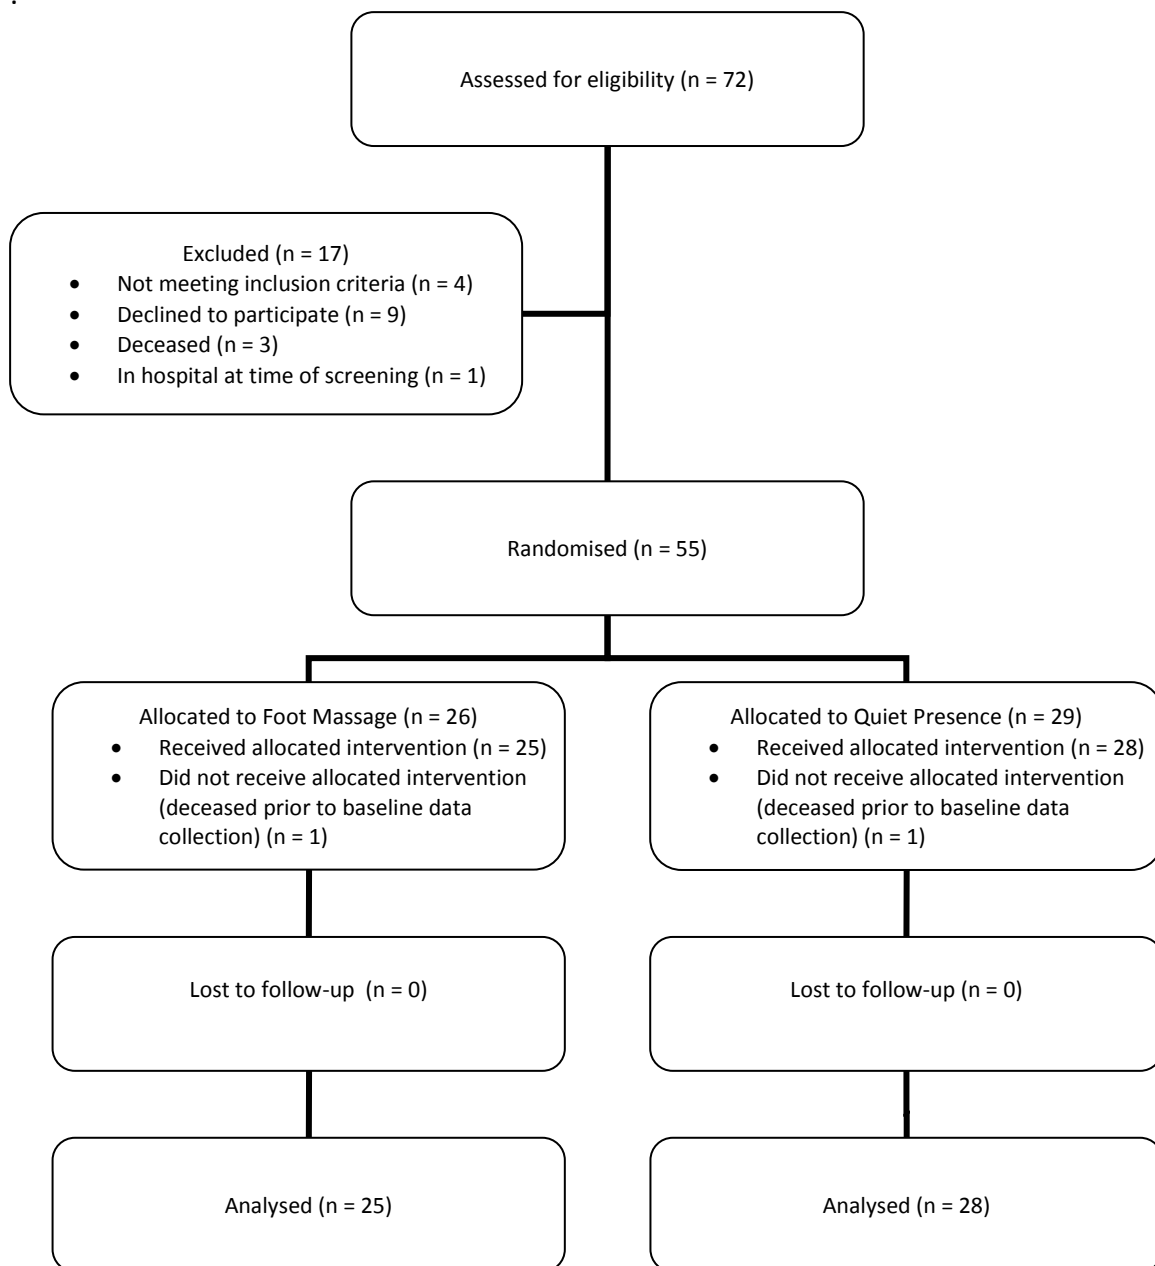 .
Assessed for eligibility (n = 72)
Excluded (n = 17)
• Not meeting inclusion criteria (n = 4)
• Declined to participate (n = 9)
• Deceased (n = 3)
• In hospital at time of screening (n = 1)
Randomised (n = 55)
Allocated to Foot Massage (n = 26)
• Received allocated intervention (n = 25)
• Did not receive allocated intervention
(deceased prior to baseline data
collection) (n = 1)
Allocated to Quiet Presence (n = 29)
• Received allocated intervention (n = 28)
• Did not receive allocated intervention
(deceased prior to baseline data
collection) (n = 1)
Lost to follow-up (n = 0)
Lost to follow-up (n = 0)
Analysed (n = 25)
Analysed (n = 28)